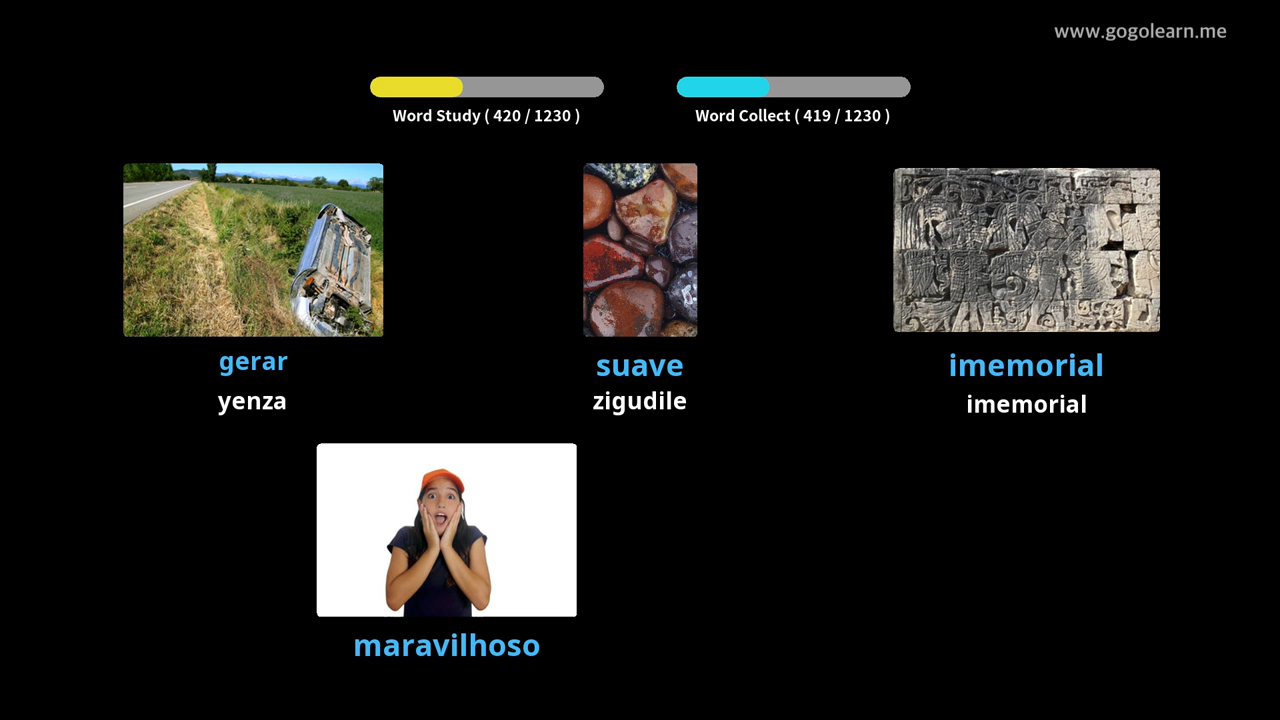 www.gogolearn.me
Word Study ( 420 / 1230 )
Word Collect ( 419 / 1230 )
gerar
yenza
suave
zigudile
imemorial
imemorial
maravilhoso